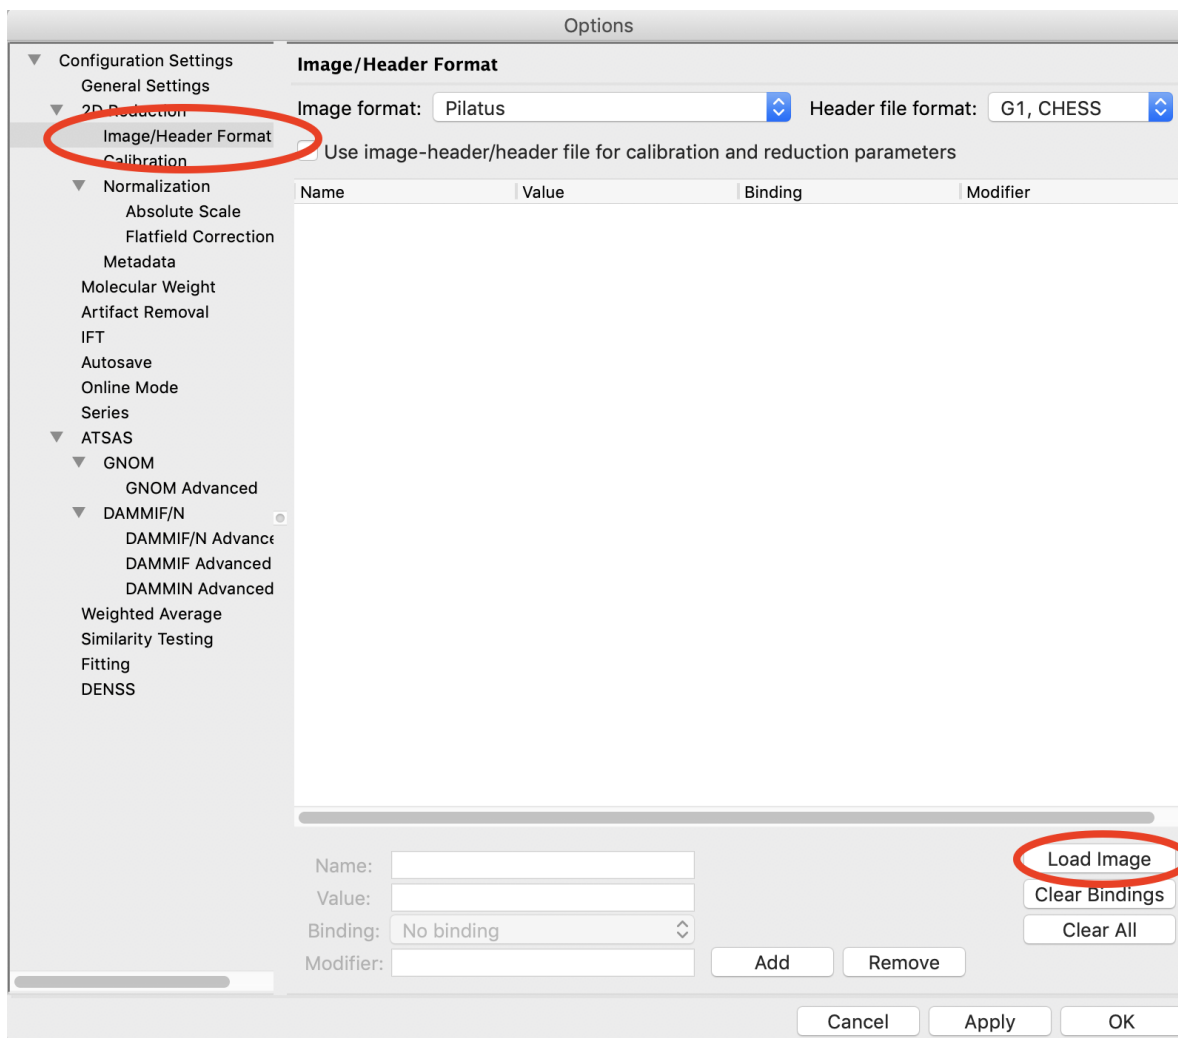 Options
Configuration Settings
General Settings
2D Reduction
Image/Header Format
Calibration
Normalization
Absolute Scale
Flatfield Correction
Metadata
Molecular Weight
Artifact Removal
IFT
Autosave
Online Mode
Series
ATSAS
GNOM
GNOM Advanced
DAMMIF/N
DAMMIF/N Advance
DAMMIF Advanced
DAMMIN Advanced
Weighted Average
Similarity Testing
Fitting
DENSS
Image/Header Format
Image format: Pilatus Header file format: G1, CHESS
Use image-header/header file for calibration and reduction parameters
Name Value Binding Modifier
Name:
Value:
Binding: No binding
Modifier:
Add Remove
Load Image
Clear Bindings
Clear All
Cancel Apply OK